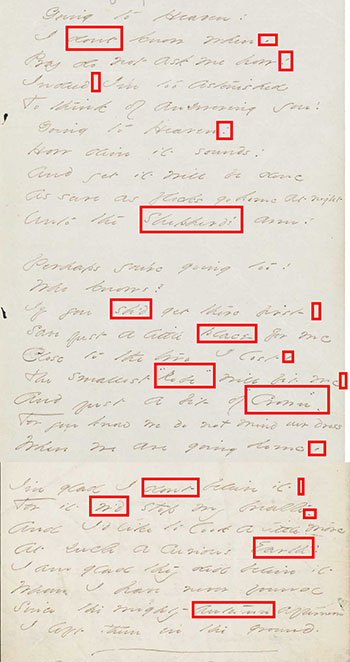 Going to Heaven!
I dont know when -
Pray do not ask me how!
Indeed I'm too astonished
To think of answering you!
Going to Heaven!
How dim it sounds!
And yet it will be done
As sure as flocks go home at night
Unto the Shepherd's arm!
Perhaps you're going too!
Who knows?
If you sh'd get there first
Save just a little place for me
Close to the two I lost -
The smallest "Robe" will fit me
And just a bit of "Crown"
For you know we do not mind our dress
When we are going home -
I'm glad I dont believe it
For it w'd stop my breath -
And I'd like to look a little more
At such a curious Earth!
I am glad they did believe it
Whom I have never found
Since the mighty Autumn afternoon
I left them in the ground.